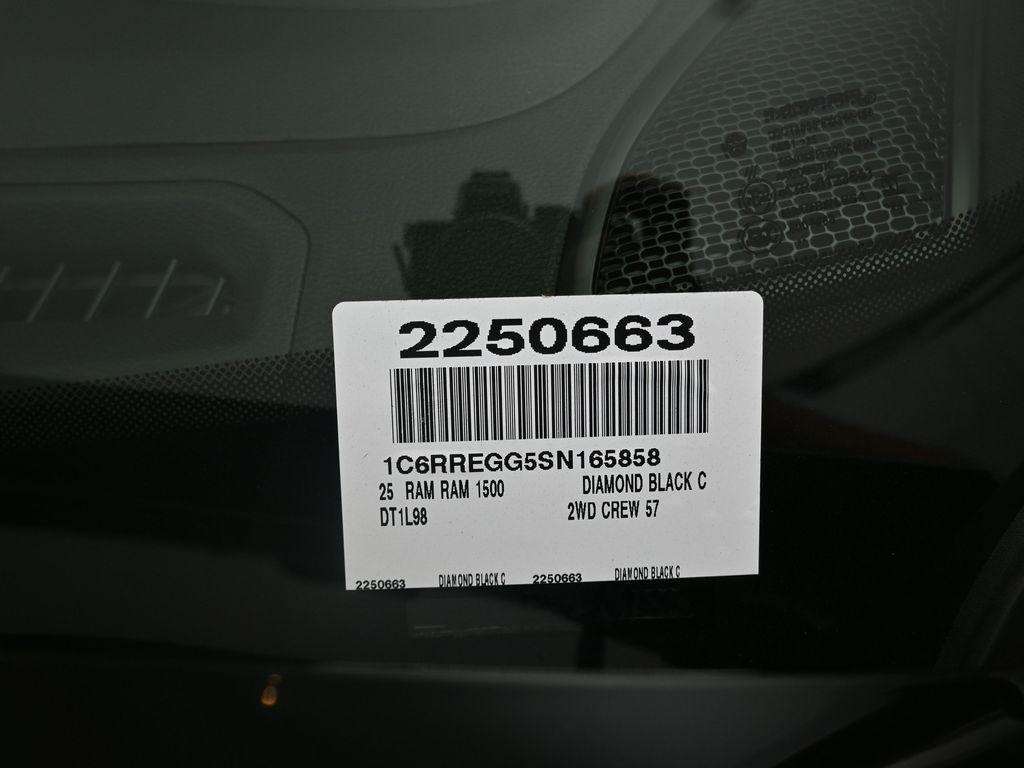 2250663
1C6RREGG5SN165858
25 RAM RAM 1500 DIAMOND BLACK C
DT1L98 2WD CREW 57
2250663 DIAMOND BLACK C 2250663 DIAMOND BLACK C